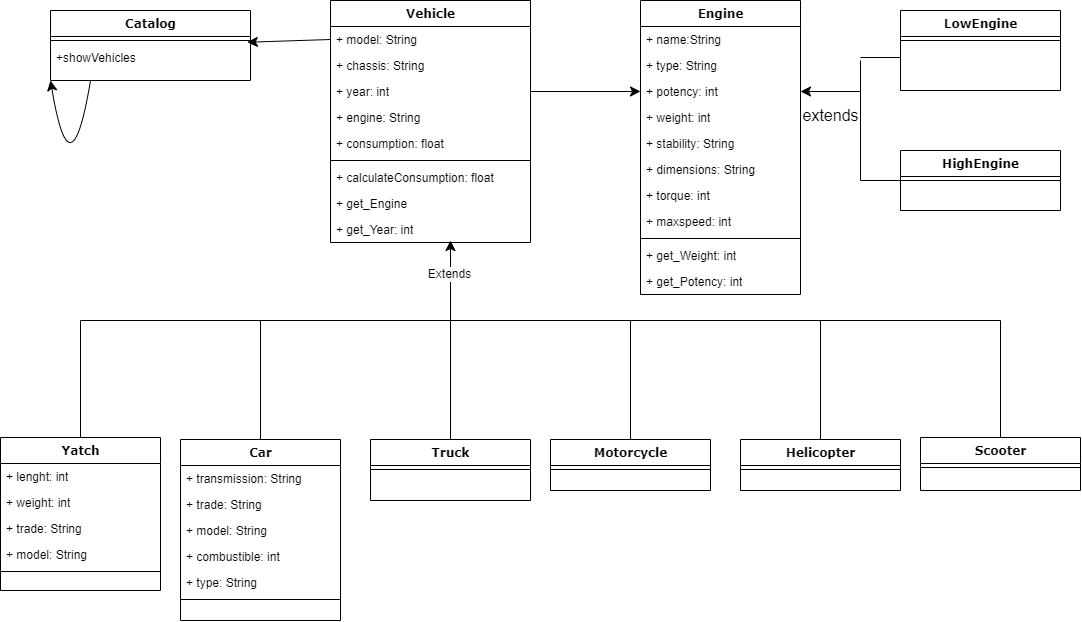 Catalog
+showVehicles
Vehicle
+ model: String
+ chassis: String
+ year: int
+ engine: String
+ consumption: float
+ calculateConsumption: float
+ get_Engine
+ get_Year: int
Engine
+ name:String
+ type: String
+ potency: int
+ weight: int
+ stability: String
+ dimensions: String
+ torque: int
+ maxspeed: int
+ get_Weight: int
+ get_Potency: int
extends
LowEngine
HighEngine
Extends
Yatch
+ lenght: int
+ weight: int
+ trade: String
+ model: String
Car
+ transmission: String
+ trade: String
+ model: String
+ combustible: int
+ type: String
Truck
Motorcycle
Helicopter
Scooter